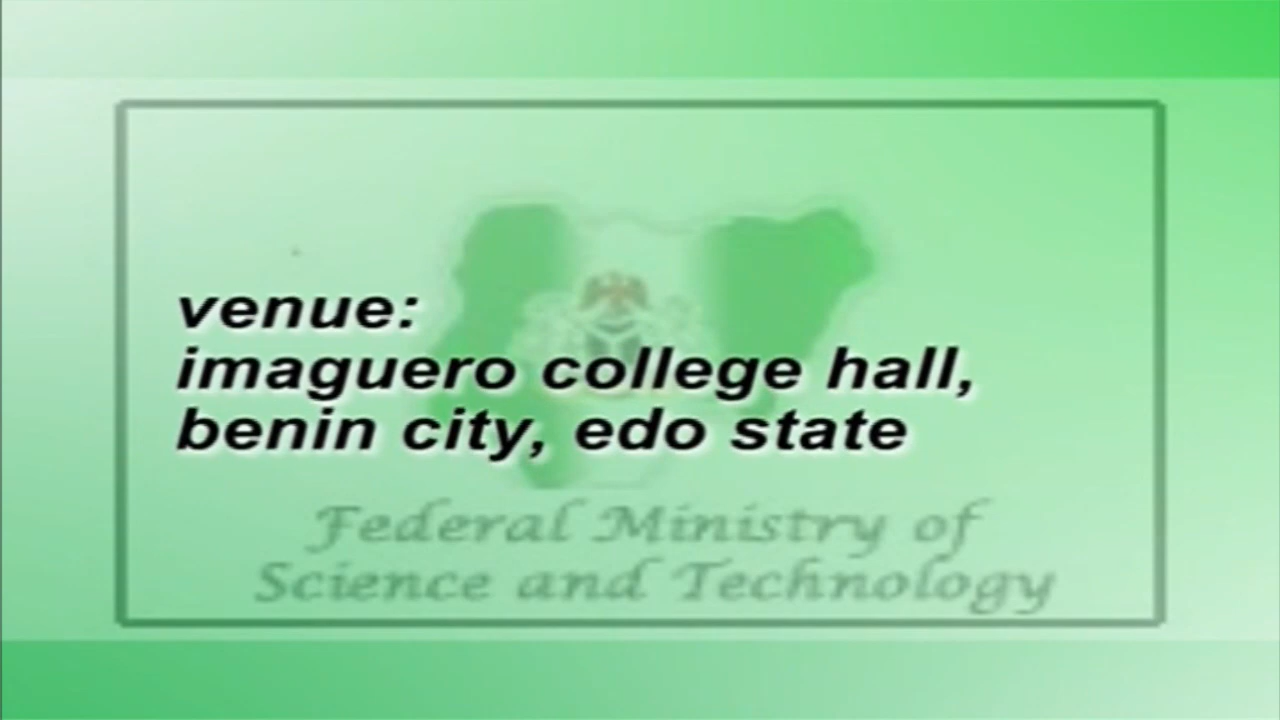 venue:
imaguero college hall,
benin city, edo state
Federal Ministry of
Science and Technology